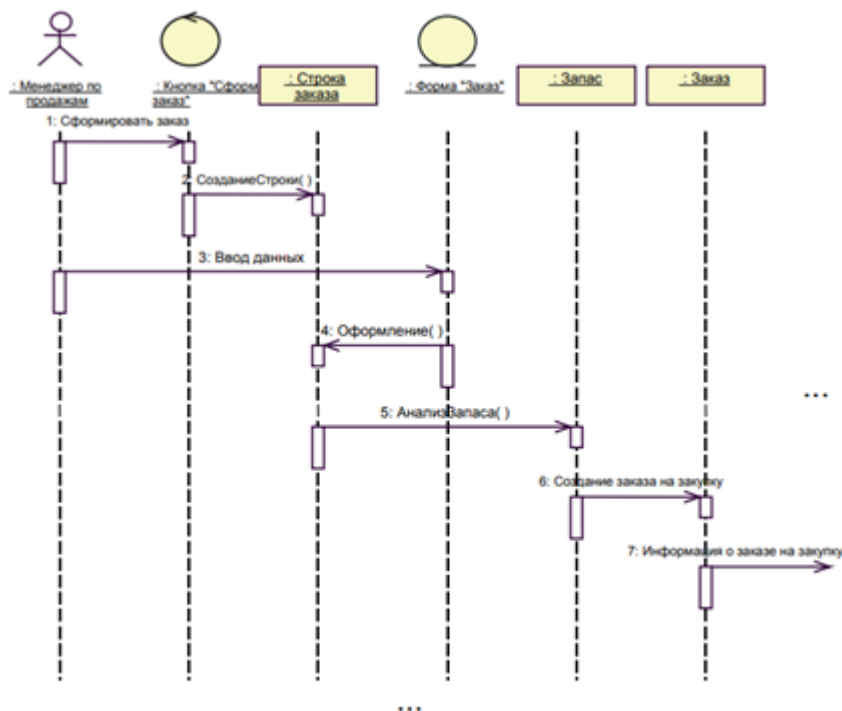 : Менеджер по
продажам
: Кнопка "Сформ
заказ"
: Строка
заказа
: Форма "Заказ"
: Запас
: Заказ
1: Сформировать заказ
2: СозданиеСтроки( )
3: Ввод данных
4: Оформление( )
...
5: АнализЗапаса( )
6: Создание заказа на закупку
7: Информация о заказе на закупку
...